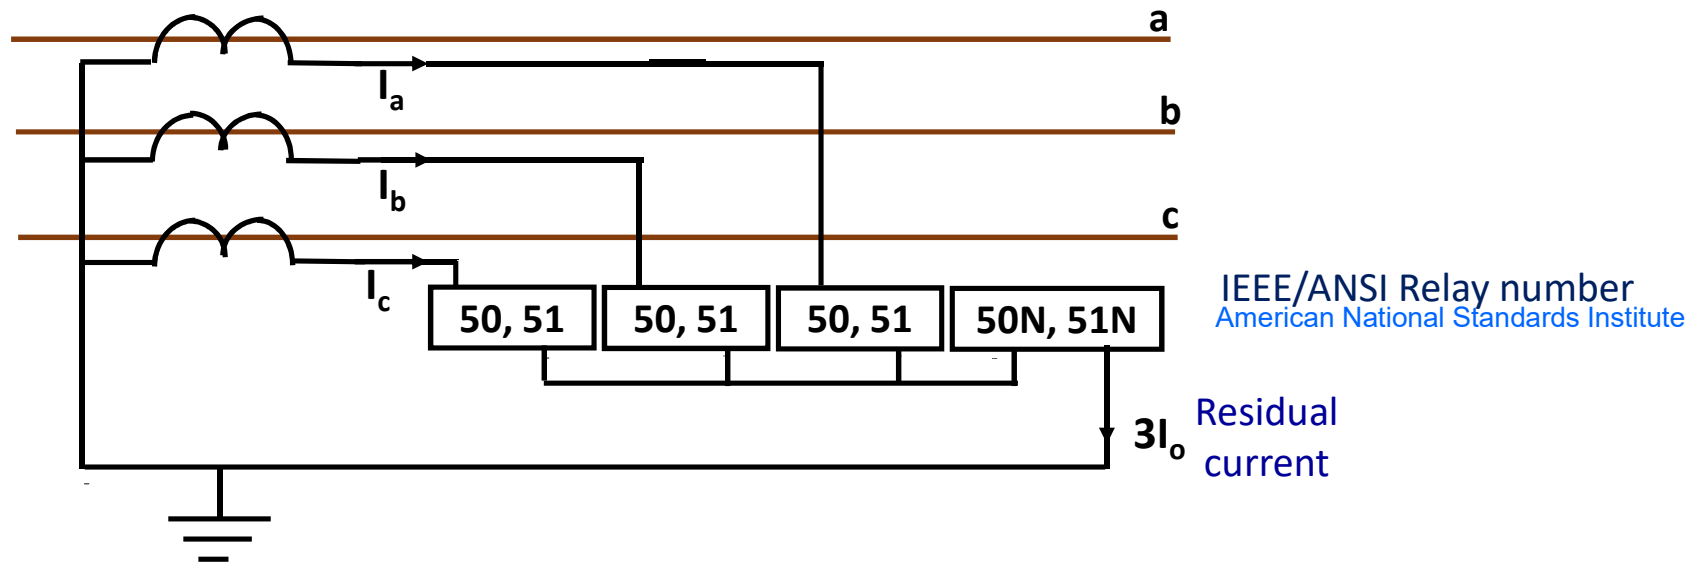 a
Ia
b
Ib
c
Ic
50, 51
50, 51
50, 51
50N, 51N
IEEE/ANSI Relay number
American National Standards Institute
3Io
Residual
current